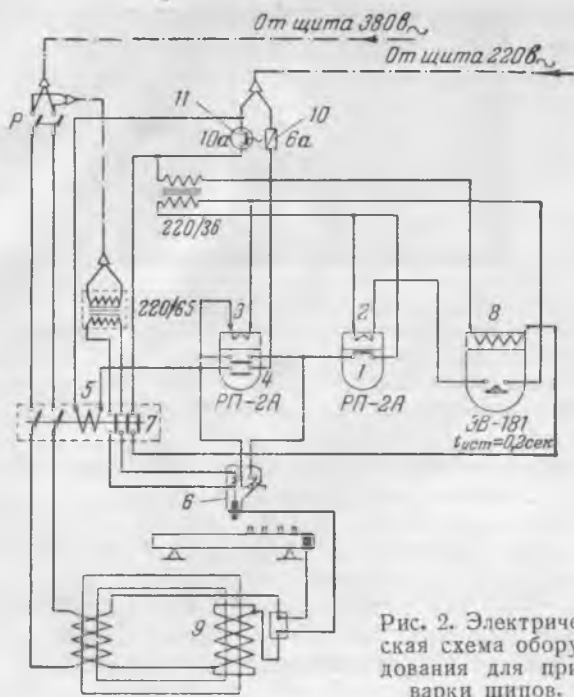 От щита 380в~
От щита 220в~
P
11
10
10а
6а
220/36
220/65
3
2
8
4
1
РП-2А
РП-2А
ЭВ-181
tуст=0,2сек
5
7
6
9
Рис. 2. Электриче-
ская схема обору-
дования для при-
варки шипов.